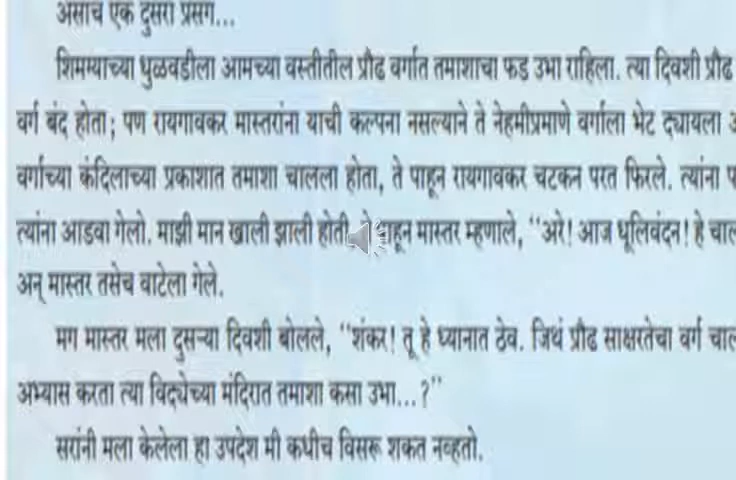 असाच एक दुसरा प्रसंग...
शिमग्याच्या धुळवडीला आमच्या वस्तीतील प्रौढ वर्गात तमाशाचा फड उभा राहिला. त्या दिवशी प्रौढ
वर्ग बंद होता; पण रायगावकर मास्तरांना याची कल्पना नसल्याने ते नेहमीप्रमाणे वर्गाला भेट द्यायला
वर्गाच्या कंदिलाच्या प्रकाशात तमाशा चालला होता, ते पाहून रायगावकर चटकन परत फिरले. त्यांना
त्यांना आडवा गेलो. माझी मान खाली झाली होती. ते पाहून मास्तर म्हणाले, “अरे! आज धूलिवंदन! हे
अन् मास्तर तसेच वाटेला गेले.
मग मास्तर मला दुसऱ्या दिवशी बोलले, “शंकर! तू हे ध्यानात ठेव. जिथं प्रौढ साक्षरतेचा वर्ग
अभ्यास करता त्या विद्येच्या मंदिरात तमाशा कसा उभा...?”
सरांनी मला केलेला हा उपदेश मी कधीच विसरू शकत नव्हतो.